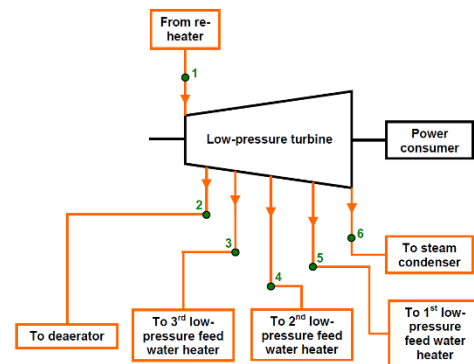 From re-
heater
1
Low-pressure turbine
Power
consumer
2
3
4
5
6
To steam
condenser
To deaerator
To 3rd low-
pressure feed
water heater
To 2nd low-
pressure feed
water heater
To 1st low-
pressure
feed water
heater